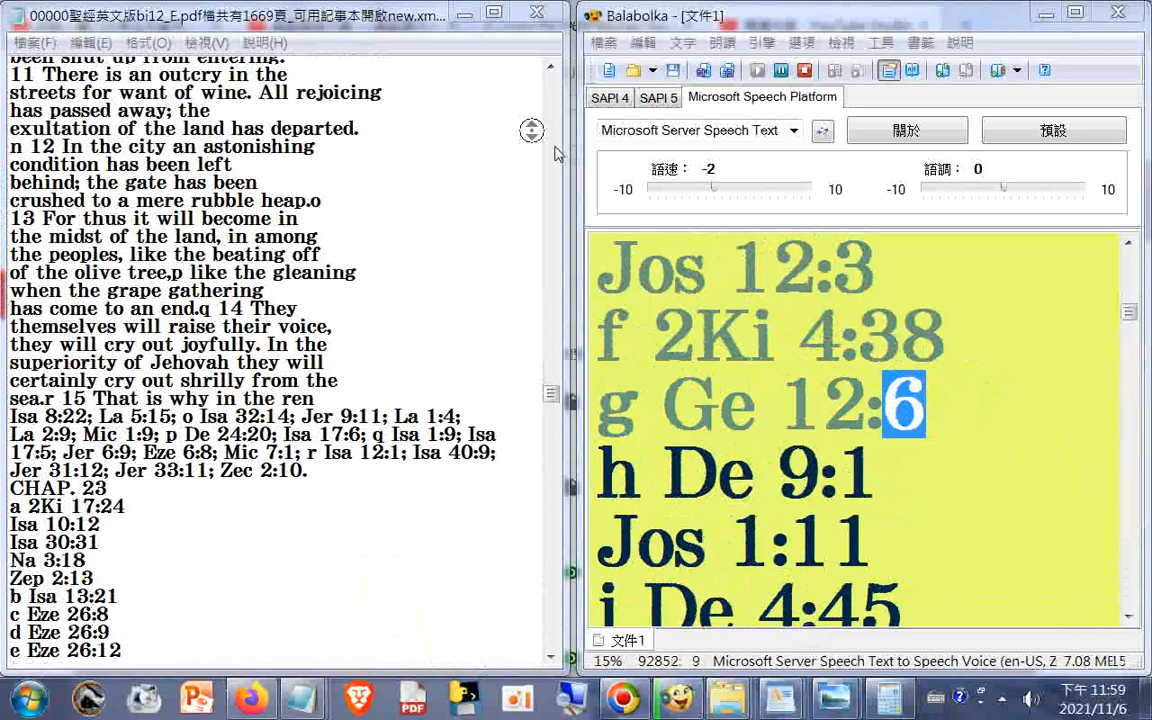 00000聖經英文版bi12_E.pdf檔共有1669頁_可用記事本開啟new.xm...
檔案(F) 編輯(E) 格式(O) 檢視(V) 說明(H)
been shut up from entering.
11 There is an outcry in the
streets for want of wine. All rejoicing
has passed away; the
exultation of the land has departed.
n 12 In the city an astonishing
condition has been left
behind; the gate has been
crushed to a mere rubble heap.o
13 For thus it will become in
the midst of the land, in among
the peoples, like the beating off
of the olive tree,p like the gleaning
when the grape gathering
has come to an end.q 14 They
themselves will raise their voice,
they will cry out joyfully. In the
superiority of Jehovah they will
certainly cry out shrilly from the
sea.r 15 That is why in the ren
Isa 8:22; La 5:15; o Isa 32:14; Jer 9:11; La 1:4;
La 2:9; Mic 1:9; p De 24:20; Isa 17:6; q Isa 1:9; Isa
17:5; Jer 6:9; Eze 6:8; Mic 7:1; r Isa 12:1; Isa 40:9;
Jer 31:12; Jer 33:11; Zec 2:10.
CHAP. 23
a 2Ki 17:24
Isa 10:12
Isa 30:31
Na 3:18
Zep 2:13
b Isa 13:21
c Eze 26:8
d Eze 26:9
e Eze 26:12
Balabolka - [文件1]
檔案 編輯 文字 朗讀 引擎 選項 檢視 工具 書籤 說明
SAPI 4 SAPI 5 Microsoft Speech Platform
Microsoft Server Speech Text 關於 預設
語速: -2 語調: 0
-10 10 -10 10
Jos 12:3
f 2Ki 4:38
g Ge 12:6
h De 9:1
Jos 1:11
i De 4:45
文件1
15% 92852: 9 Microsoft Server Speech Text to Speech Voice (en-US, Z 7.08 ME
PDF
下午 11:59
2021/11/6